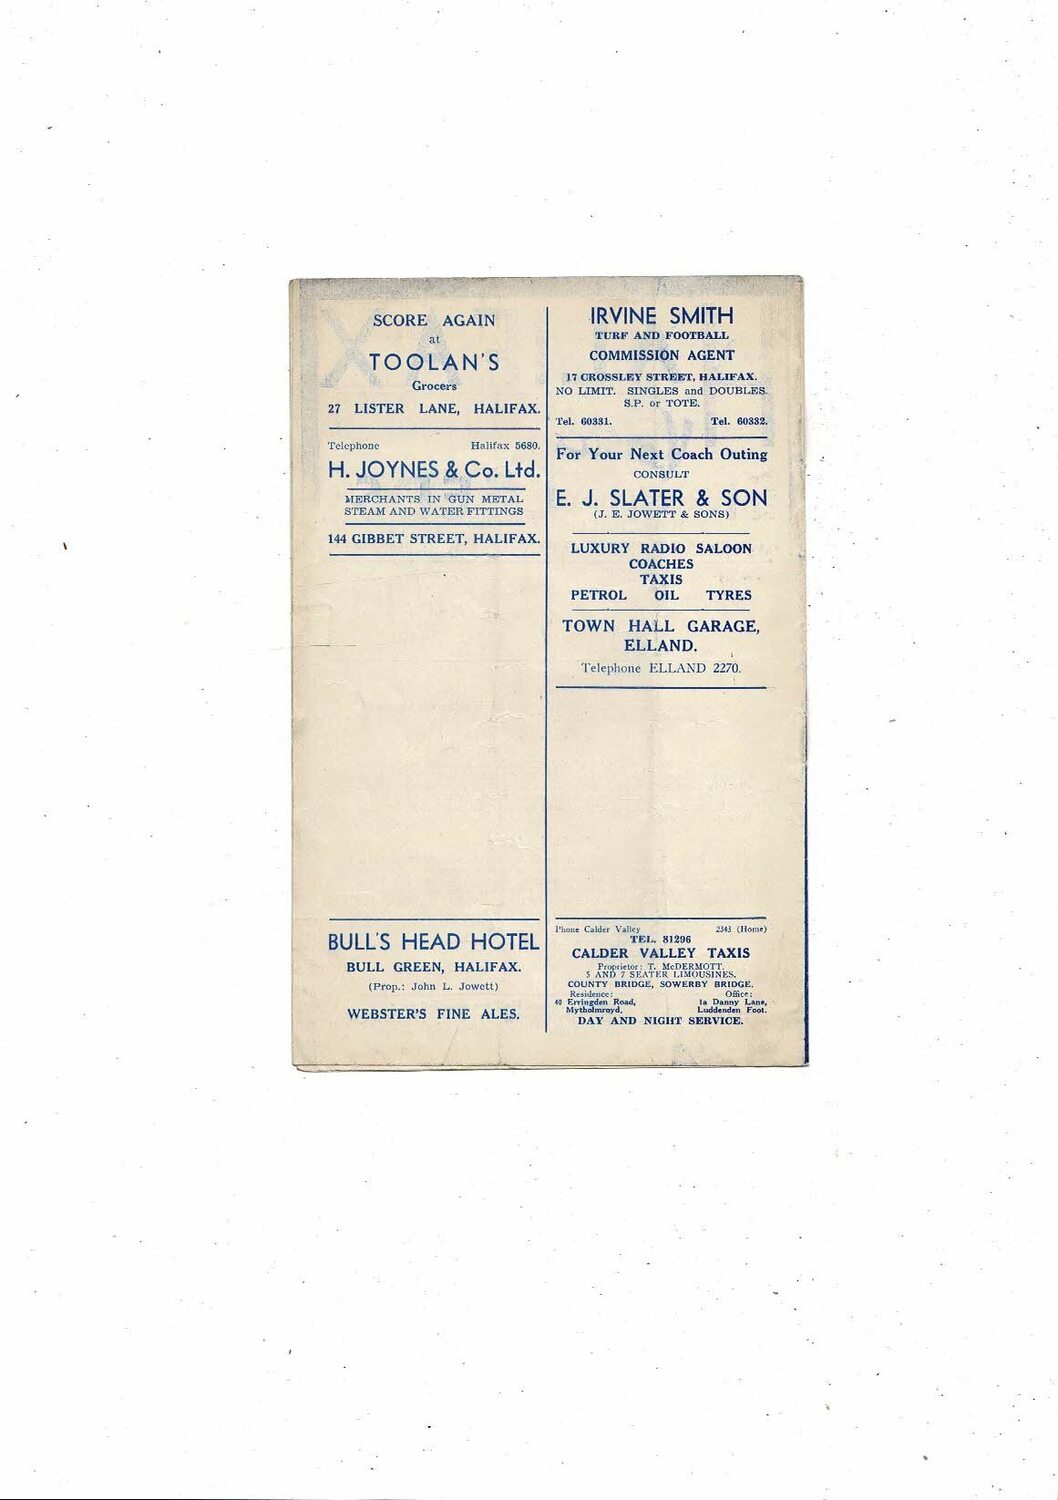 SCORE AGAIN
at
TOOLAN'S
Grocers
27 LISTER LANE, HALIFAX.
Telephone Halifax 5680.
H. JOYNES & Co. Ltd.
MERCHANTS IN GUN METAL
STEAM AND WATER FITTINGS
144 GIBBET STREET, HALIFAX.
BULL'S HEAD HOTEL
BULL GREEN, HALIFAX.
(Prop.: John L. Jowett)
WEBSTER'S FINE ALES.
IRVINE SMITH
TURF AND FOOTBALL
COMMISSION AGENT
17 CROSSLEY STREET, HALIFAX.
NO LIMIT. SINGLES and DOUBLES.
S.P. or TOTE.
Tel. 60331. Tel. 60332.
For Your Next Coach Outing
CONSULT
E. J. SLATER & SON
(J. E. JOWETT & SONS)
LUXURY RADIO SALOON
COACHES
TAXIS
PETROL OIL TYRES
TOWN HALL GARAGE,
ELLAND.
Telephone ELLAND 2270.
Phone Calder Valley 2343 (Home)
TEL. 81296
CALDER VALLEY TAXIS
Proprietor: T. McDERMOTT.
5 AND 7 SEATER LIMOUSINES.
COUNTY BRIDGE, SOWERBY BRIDGE.
Residence: Office:
40 Erringden Road, 1a Danny Lane,
Mytholmroyd. Luddenden Foot.
DAY AND NIGHT SERVICE.